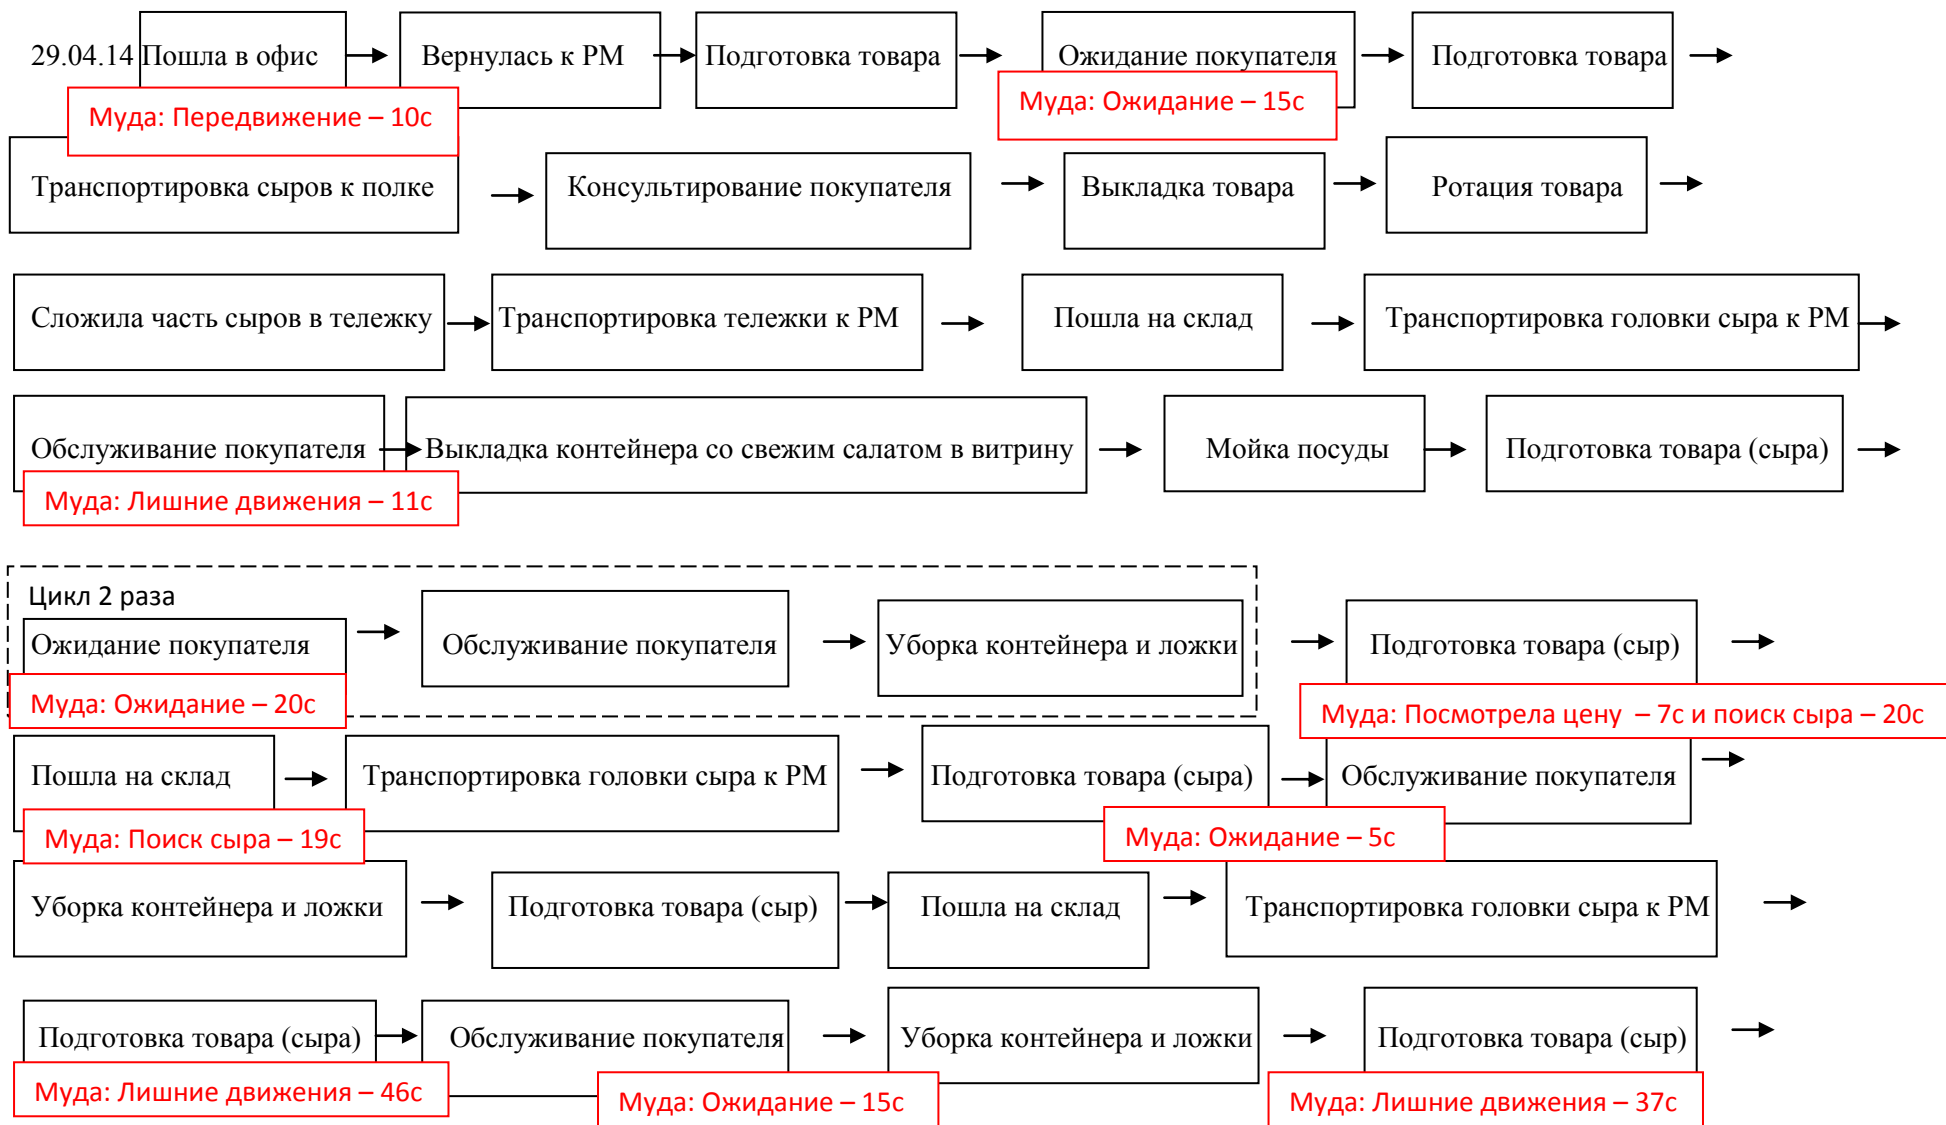 29.04.14 Пошла в офис Вернулась к РМ Подготовка товара Ожидание покупателя Подготовка товара
Муда: Передвижение – 10с Муда: Ожидание – 15с
Транспортировка сыров к полке Консультирование покупателя Выкладка товара Ротация товара
Сложила часть сыров в тележку Транспортировка тележки к РМ Пошла на склад Транспортировка головки сыра к РМ
Обслуживание покупателя Выкладка контейнера со свежим салатом в витрину Мойка посуды Подготовка товара (сыра)
Муда: Лишние движения – 11с
Цикл 2 раза
Ожидание покупателя Обслуживание покупателя Уборка контейнера и ложки Подготовка товара (сыр)
Муда: Ожидание – 20с Муда: Посмотрела цену – 7с и поиск сыра – 20с
Пошла на склад Транспортировка головки сыра к РМ Подготовка товара (сыра) Обслуживание покупателя
Муда: Поиск сыра – 19с Муда: Ожидание – 5с
Уборка контейнера и ложки Подготовка товара (сыр) Пошла на склад Транспортировка головки сыра к РМ
Подготовка товара (сыра) Обслуживание покупателя Уборка контейнера и ложки Подготовка товара (сыр)
Муда: Лишние движения – 46с Муда: Ожидание – 15с Муда: Лишние движения – 37с